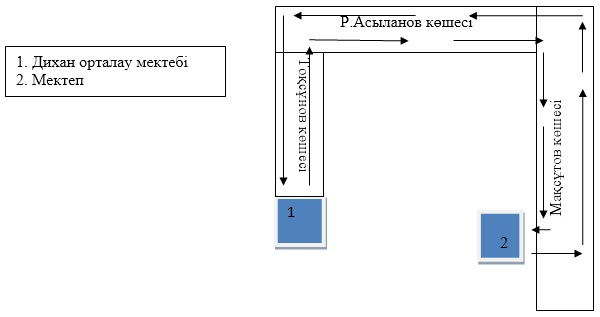 Р.Асыланов көшесі
1. Дихан орталау мектебі
2. Мектеп
Тоқсұнов көшесі
Мақсұтов көшесі
1
2